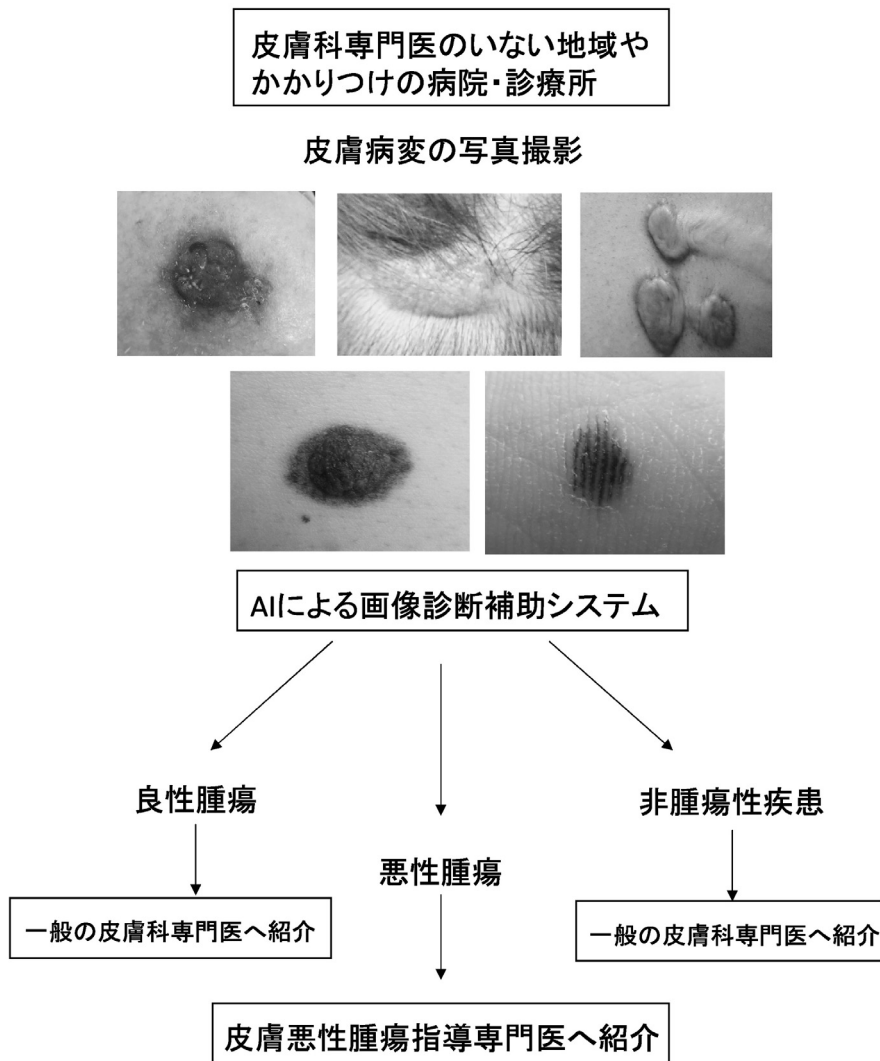 皮膚科専門医のいない地域や
かかりつけの病院・診療所
皮膚病変の写真撮影
AIによる画像診断補助システム
良性腫瘍
非腫瘍性疾患
悪性腫瘍
一般の皮膚科専門医へ紹介
一般の皮膚科専門医へ紹介
皮膚悪性腫瘍指導専門医へ紹介